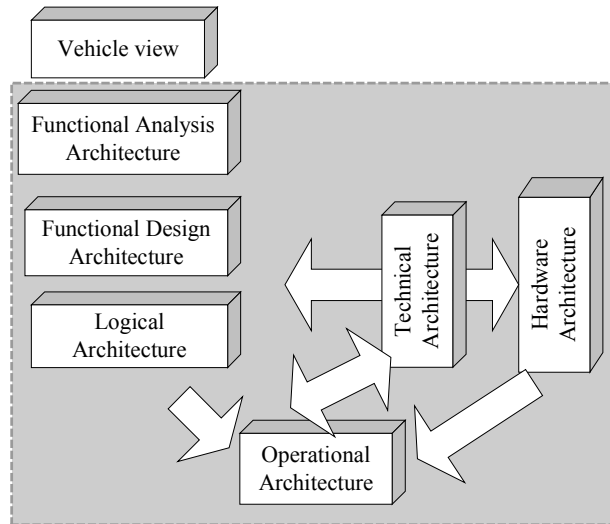 Vehicle view
Functional Analysis
Architecture
Functional Design
Architecture
Logical
Architecture
Technical
Architecture
Hardware
Architecture
Operational
Architecture